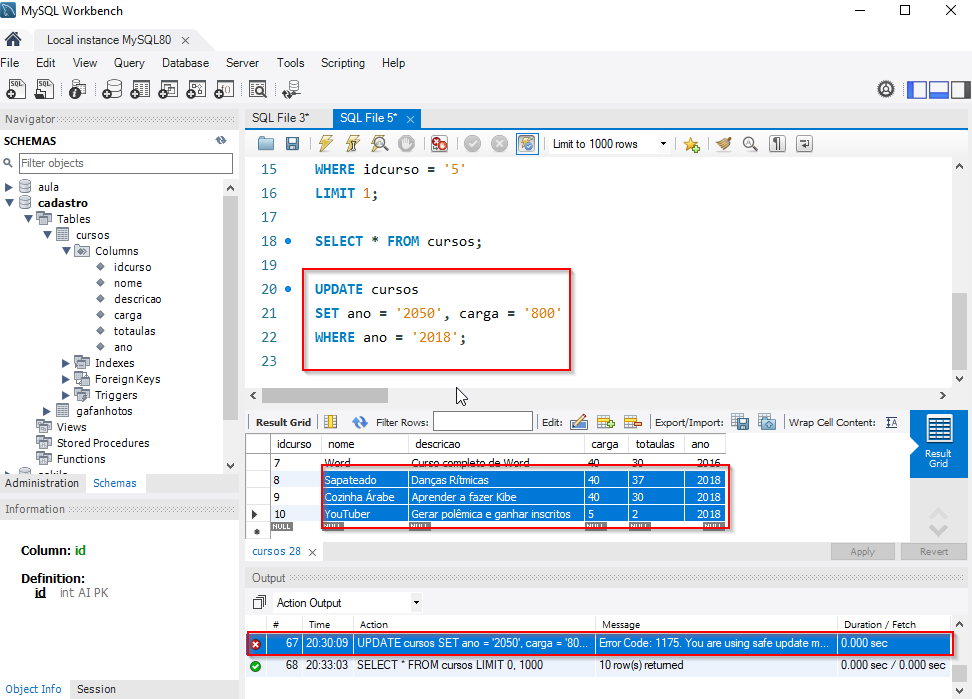 MySQL Workbench
Local instance MySQL80
File Edit View Query Database Server Tools Scripting Help
Navigator
SCHEMAS
Filter objects
aula
cadastro
Tables
cursos
Columns
idcurso
nome
descricao
carga
totaulas
ano
Indexes
Foreign Keys
Triggers
gafanhotos
Views
Stored Procedures
Functions
Administration Schemas
Information
Column: id
Definition:
id int AI PK
Object Info Session
SQL File 3* SQL File 5*
Limit to 1000 rows
15 WHERE idcurso = '5'
16 LIMIT 1;
17
18 SELECT * FROM cursos;
19
20 UPDATE cursos
21 SET ano = '2050', carga = '800'
22 WHERE ano = '2018';
23
Result Grid Filter Rows: Edit: Export/Import: Wrap Cell Content:
idcurso nome descricao carga totaulas ano
7 Word Curso completo de Word 40 30 2016
8 Sapateado Danças Rítmicas 40 37 2018
9 Cozinha Árabe Aprender a fazer Kibe 40 30 2018
10 YouTuber Gerar polêmica e ganhar inscritos 5 2 2018
NULL NULL NULL NULL NULL NULL
Result Grid
cursos 28 Apply Revert
Output
Action Output
# Time Action Message Duration / Fetch
67 20:30:09 UPDATE cursos SET ano = '2050', carga = '80... Error Code: 1175. You are using safe update m... 0.000 sec
68 20:33:03 SELECT * FROM cursos LIMIT 0, 1000 10 row(s) returned 0.000 sec / 0.000 sec